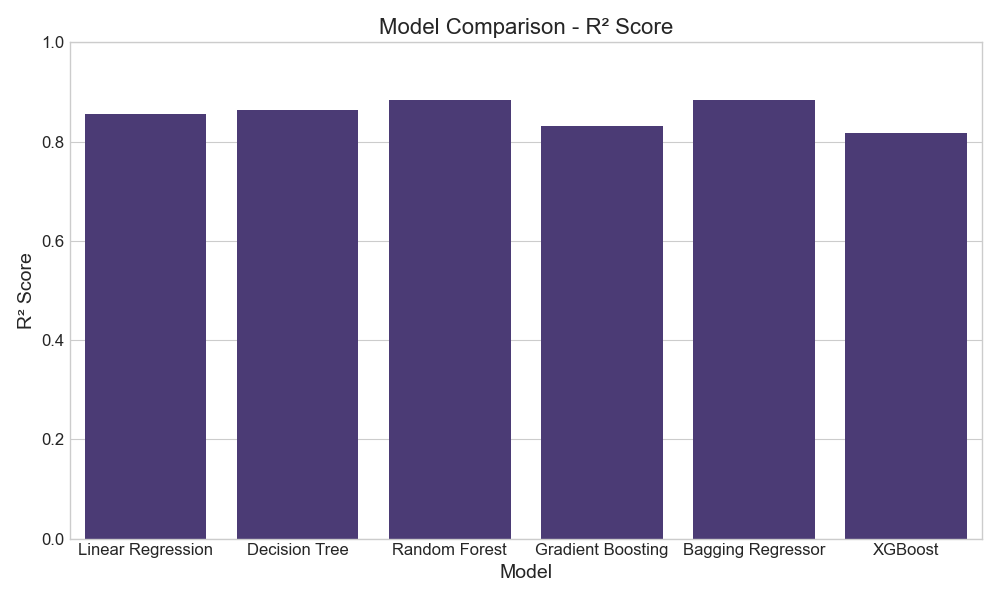 Model Comparison - R² Score
1.0
0.8
0.6
0.4
0.2
0.0
R² Score
Linear Regression Decision Tree Random Forest Gradient Boosting Bagging Regressor XGBoost
Model